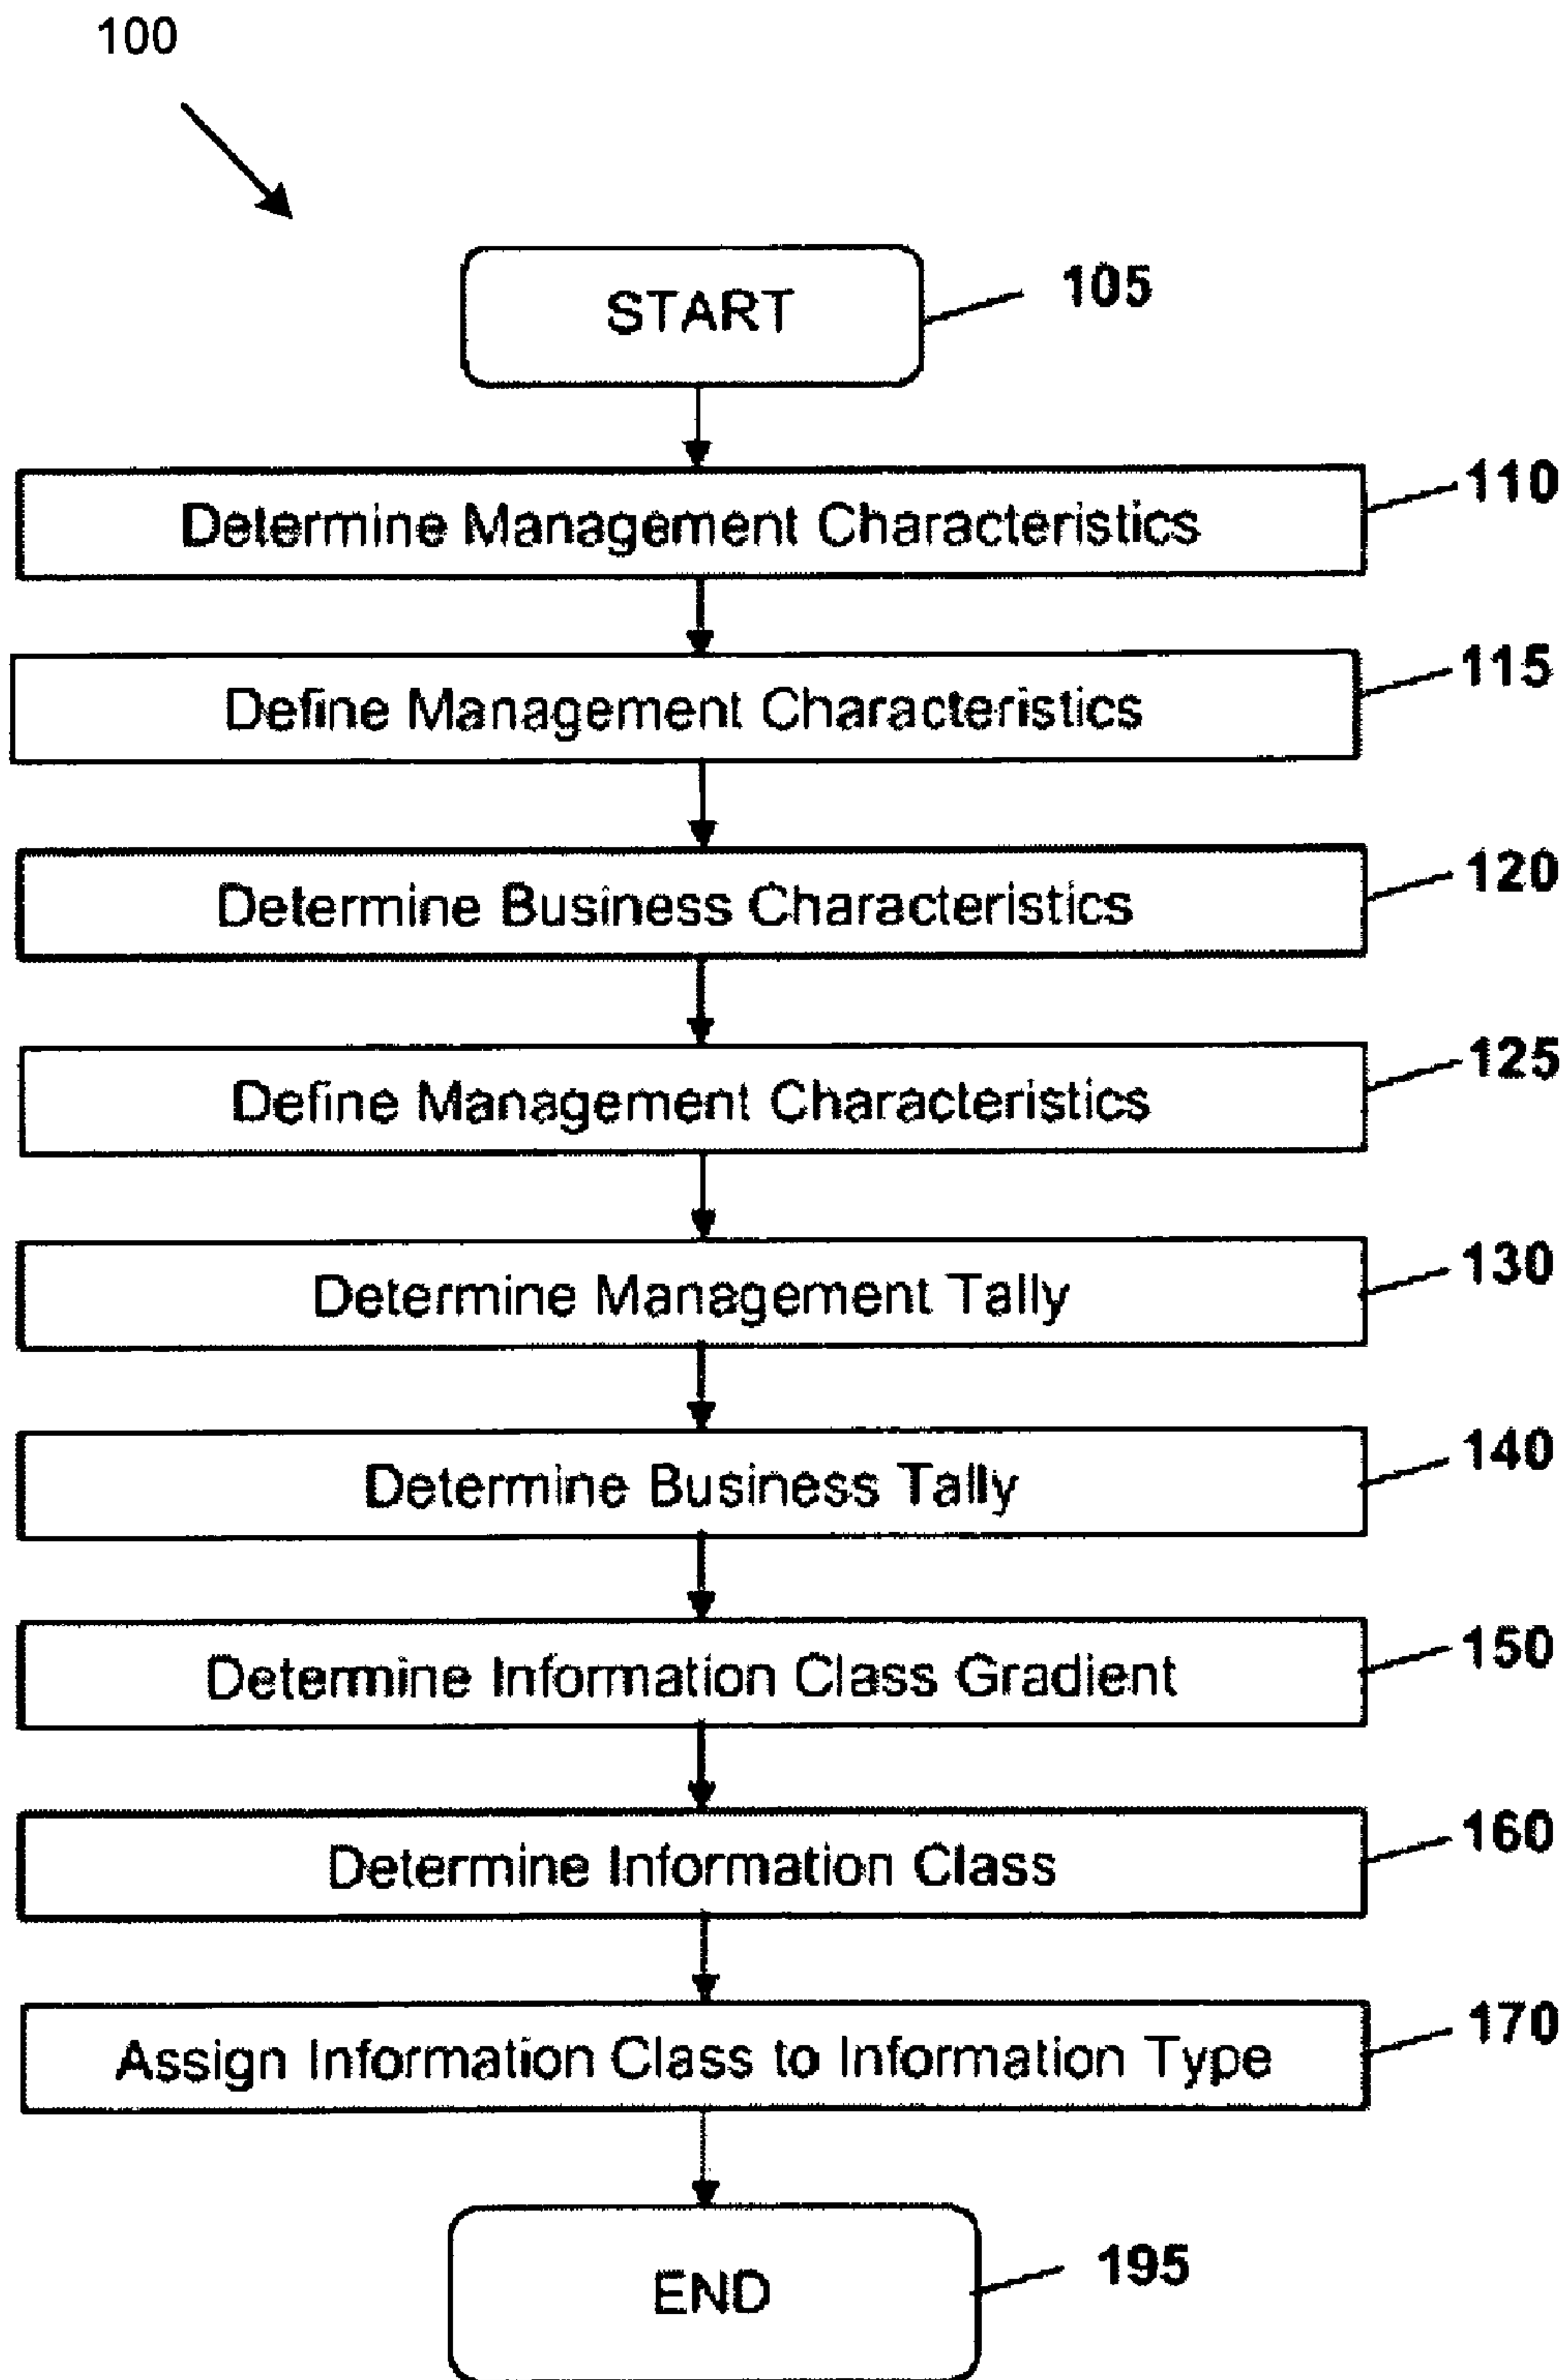 100
START 105
Determine Management Characteristics 110
Define Management Characteristics 115
Determine Business Characteristics 120
Define Management Characteristics 125
Determine Management Tally 130
Determine Business Tally 140
Determine Information Class Gradient 150
Determine Information Class 160
Assign Information Class to Information Type 170
END 195